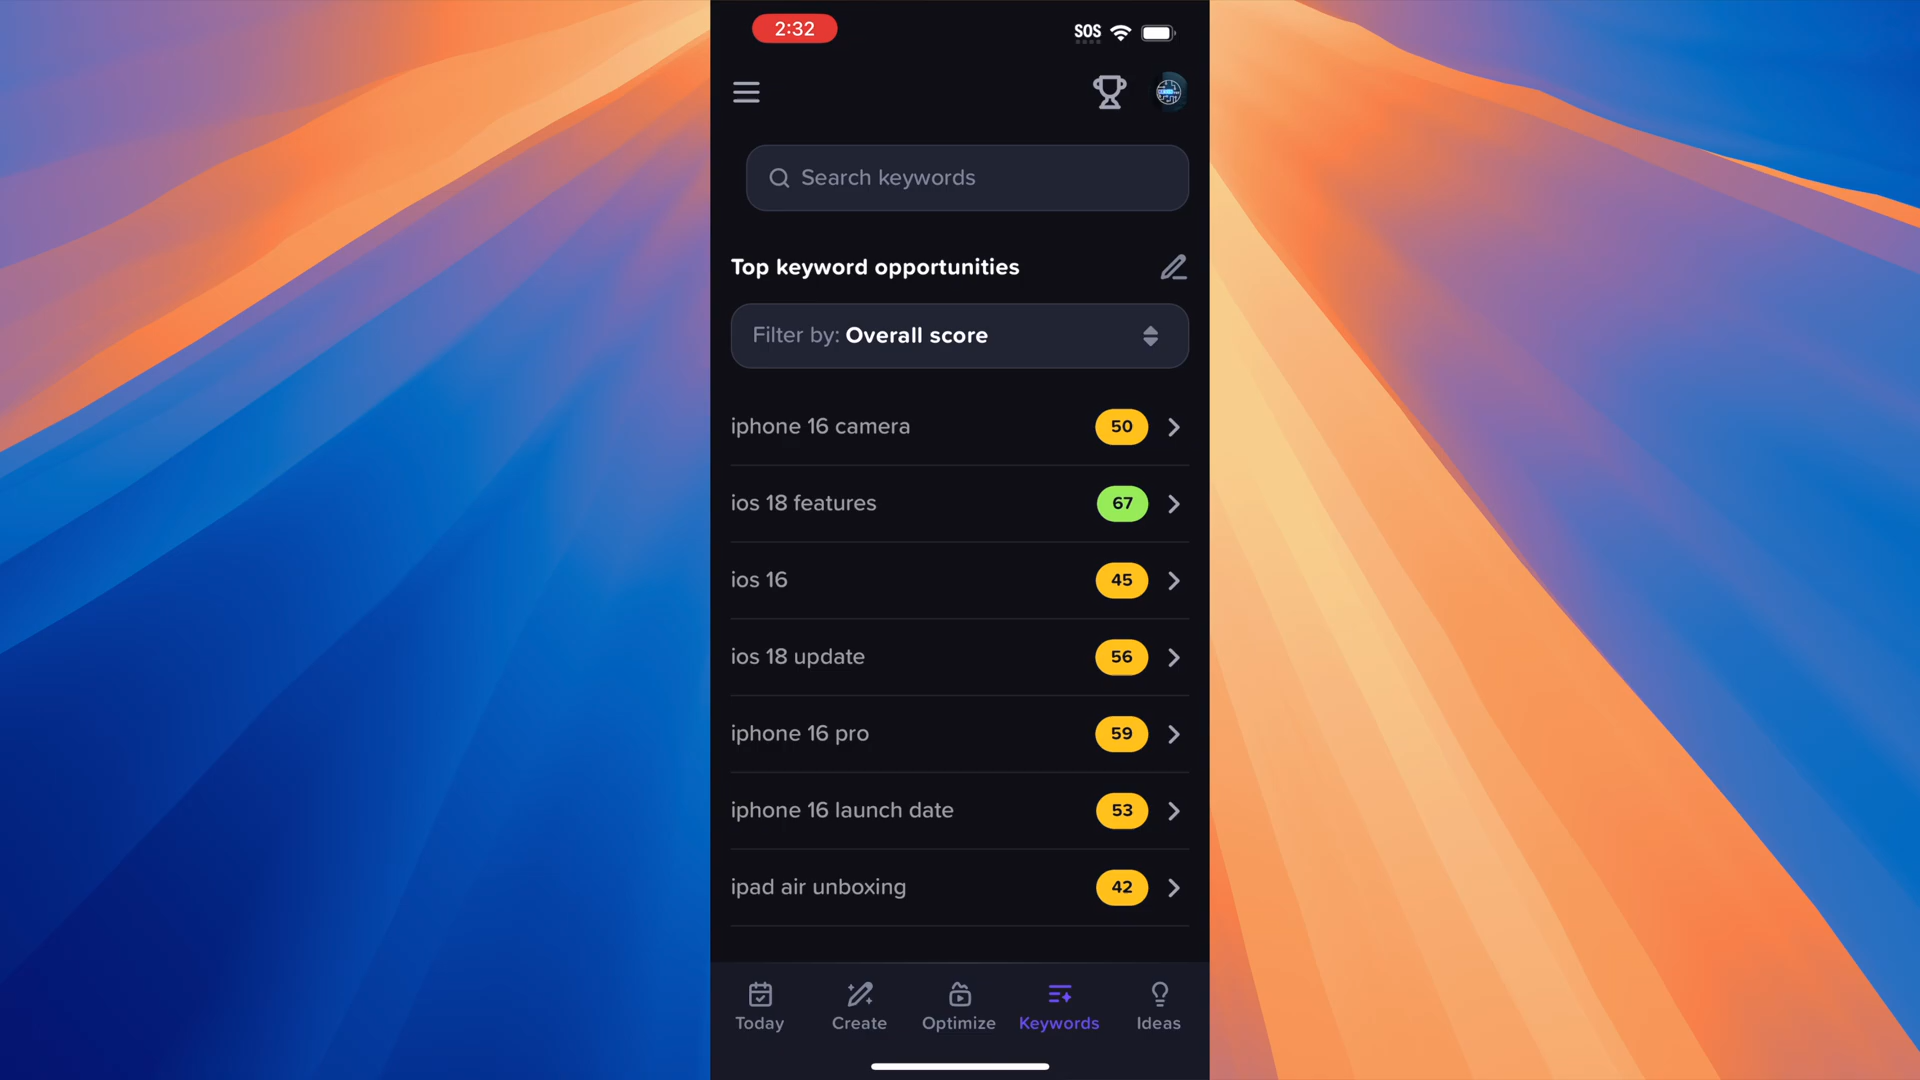 2:32
SOS
Search keywords
Top keyword opportunities
Filter by: Overall score
iphone 16 camera 50
ios 18 features 67
ios 16 45
ios 18 update 56
iphone 16 pro 59
iphone 16 launch date 53
ipad air unboxing 42
Today Create Optimize Keywords Ideas